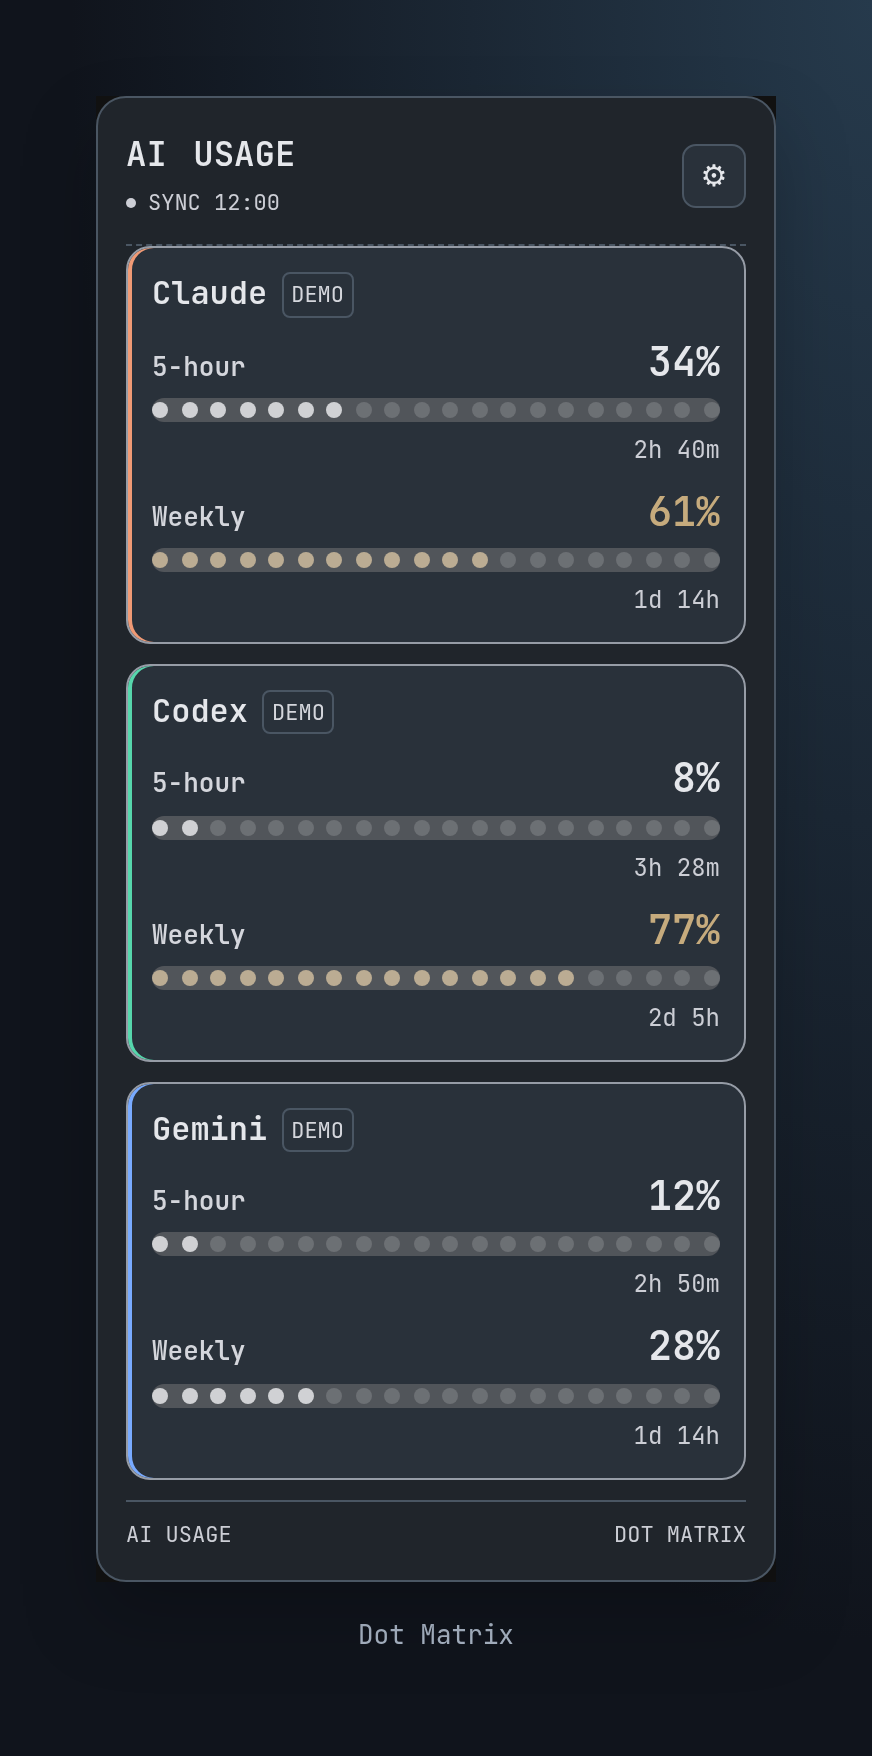 AI USAGE
SYNC 12:00
Claude DEMO
5-hour 34%
2h 40m
Weekly 61%
1d 14h
Codex DEMO
5-hour 8%
3h 28m
Weekly 77%
2d 5h
Gemini DEMO
5-hour 12%
2h 50m
Weekly 28%
1d 14h
AI USAGE DOT MATRIX
Dot Matrix